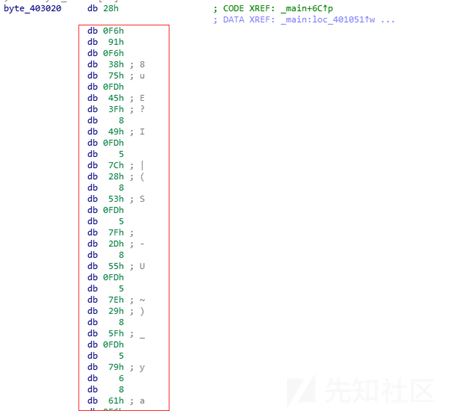 byte_403020 db 28h ; CODE XREF: _main+6C↑p
; DATA XREF: _main:loc_401051↑w ...
db 0F6h
db 91h
db 0F6h
db 38h ; 8
db 75h ; u
db 0FDh
db 45h ; E
db 3Fh ; ?
db 8
db 49h ; I
db 0FDh
db 5
db 7Ch ; |
db 28h ; (
db 8
db 53h ; S
db 0FDh
db 5
db 7Fh ;
db 2Dh ; -
db 8
db 55h ; U
db 0FDh
db 5
db 7Eh ; ~
db 29h ; )
db 8
db 5Fh ; _
db 0FDh
db 5
db 79h ; y
db 6
db 8
db 61h ; a
先知社区